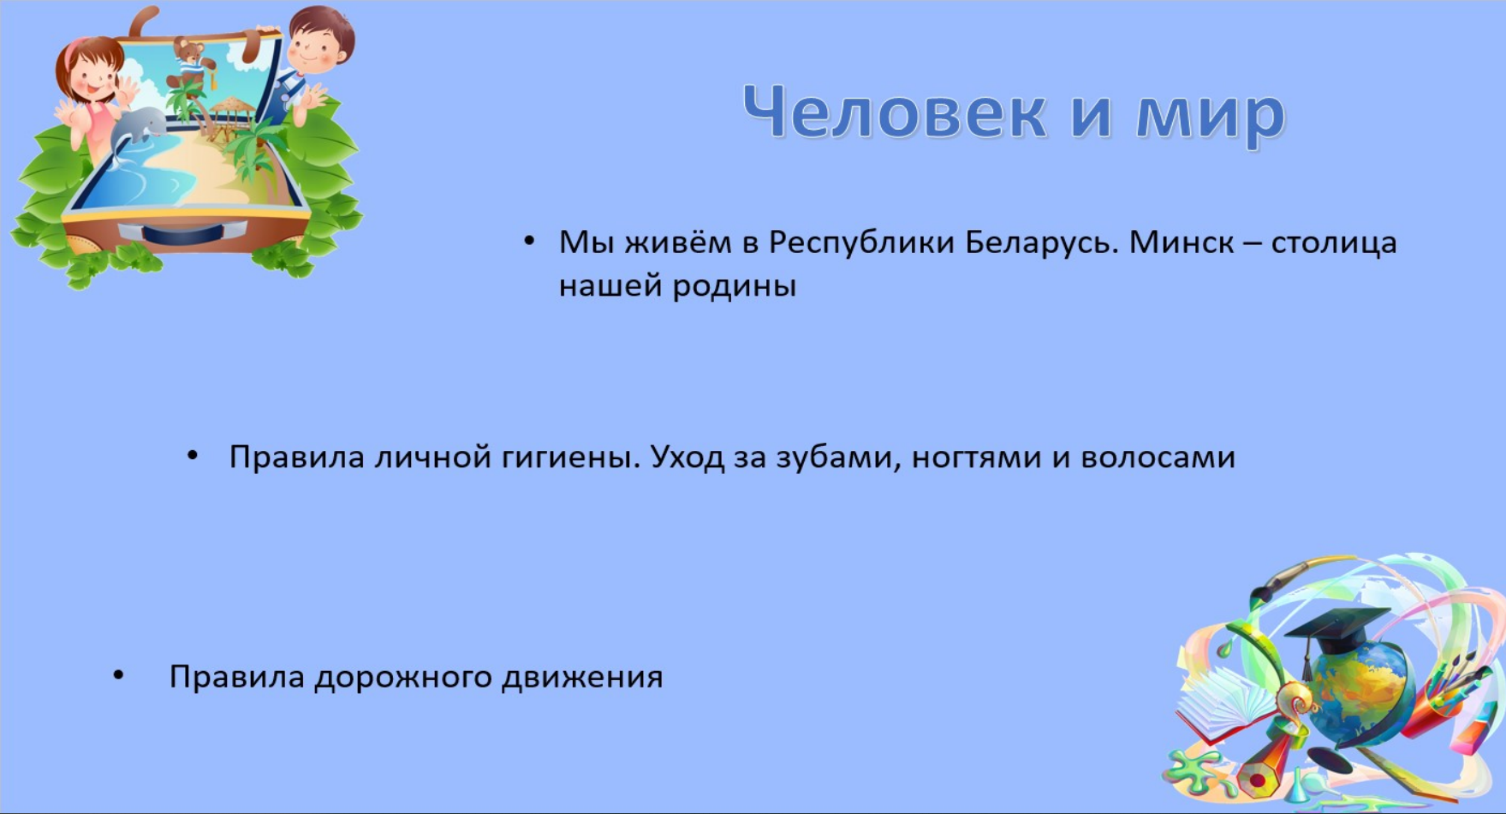 Человек и мир
• Мы живём в Республики Беларусь. Минск – столица
нашей родины
• Правила личной гигиены. Уход за зубами, ногтями и волосами
• Правила дорожного движения